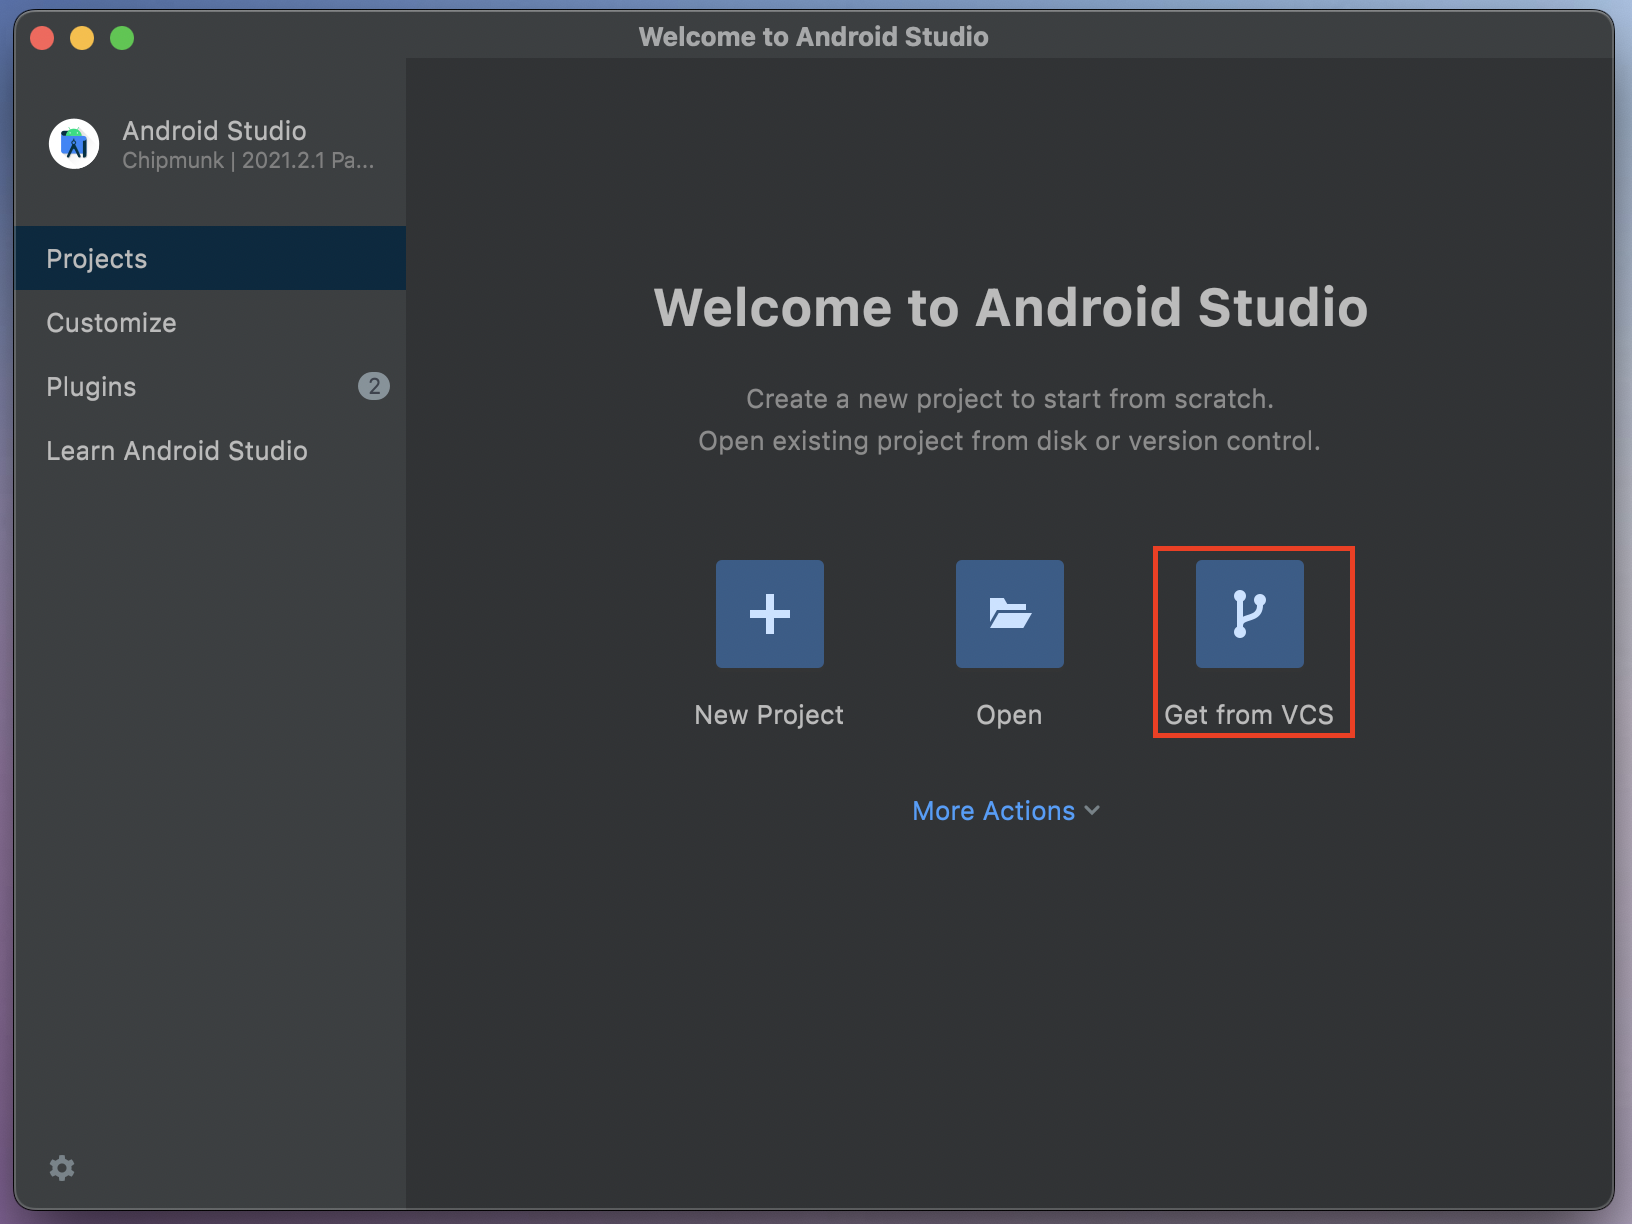 Welcome to Android Studio
Android Studio
Chipmunk | 2021.2.1 Pa...
Projects
Customize
Plugins
2
Learn Android Studio
Welcome to Android Studio
Create a new project to start from scratch.
Open existing project from disk or version control.
New Project
Open
Get from VCS
More Actions